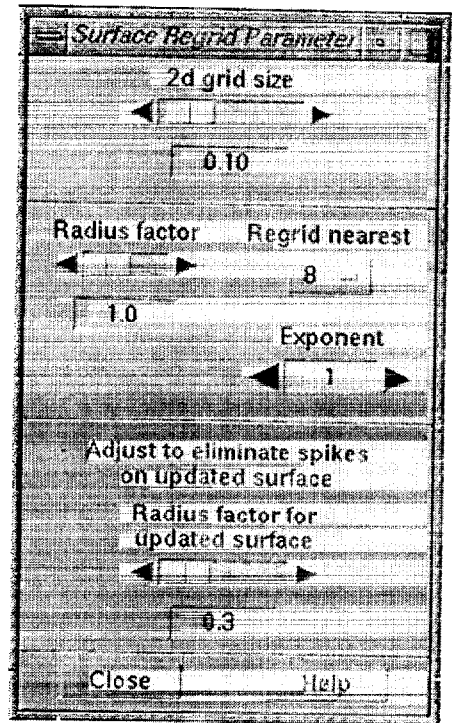 Surface Regrid Parameter
2d grid size
0.10
Radius factor Regrid nearest
8
1.0
Exponent
1
Adjust to eliminate spikes
on updated surface
Radius factor for
updated surface
0.3
Close Help